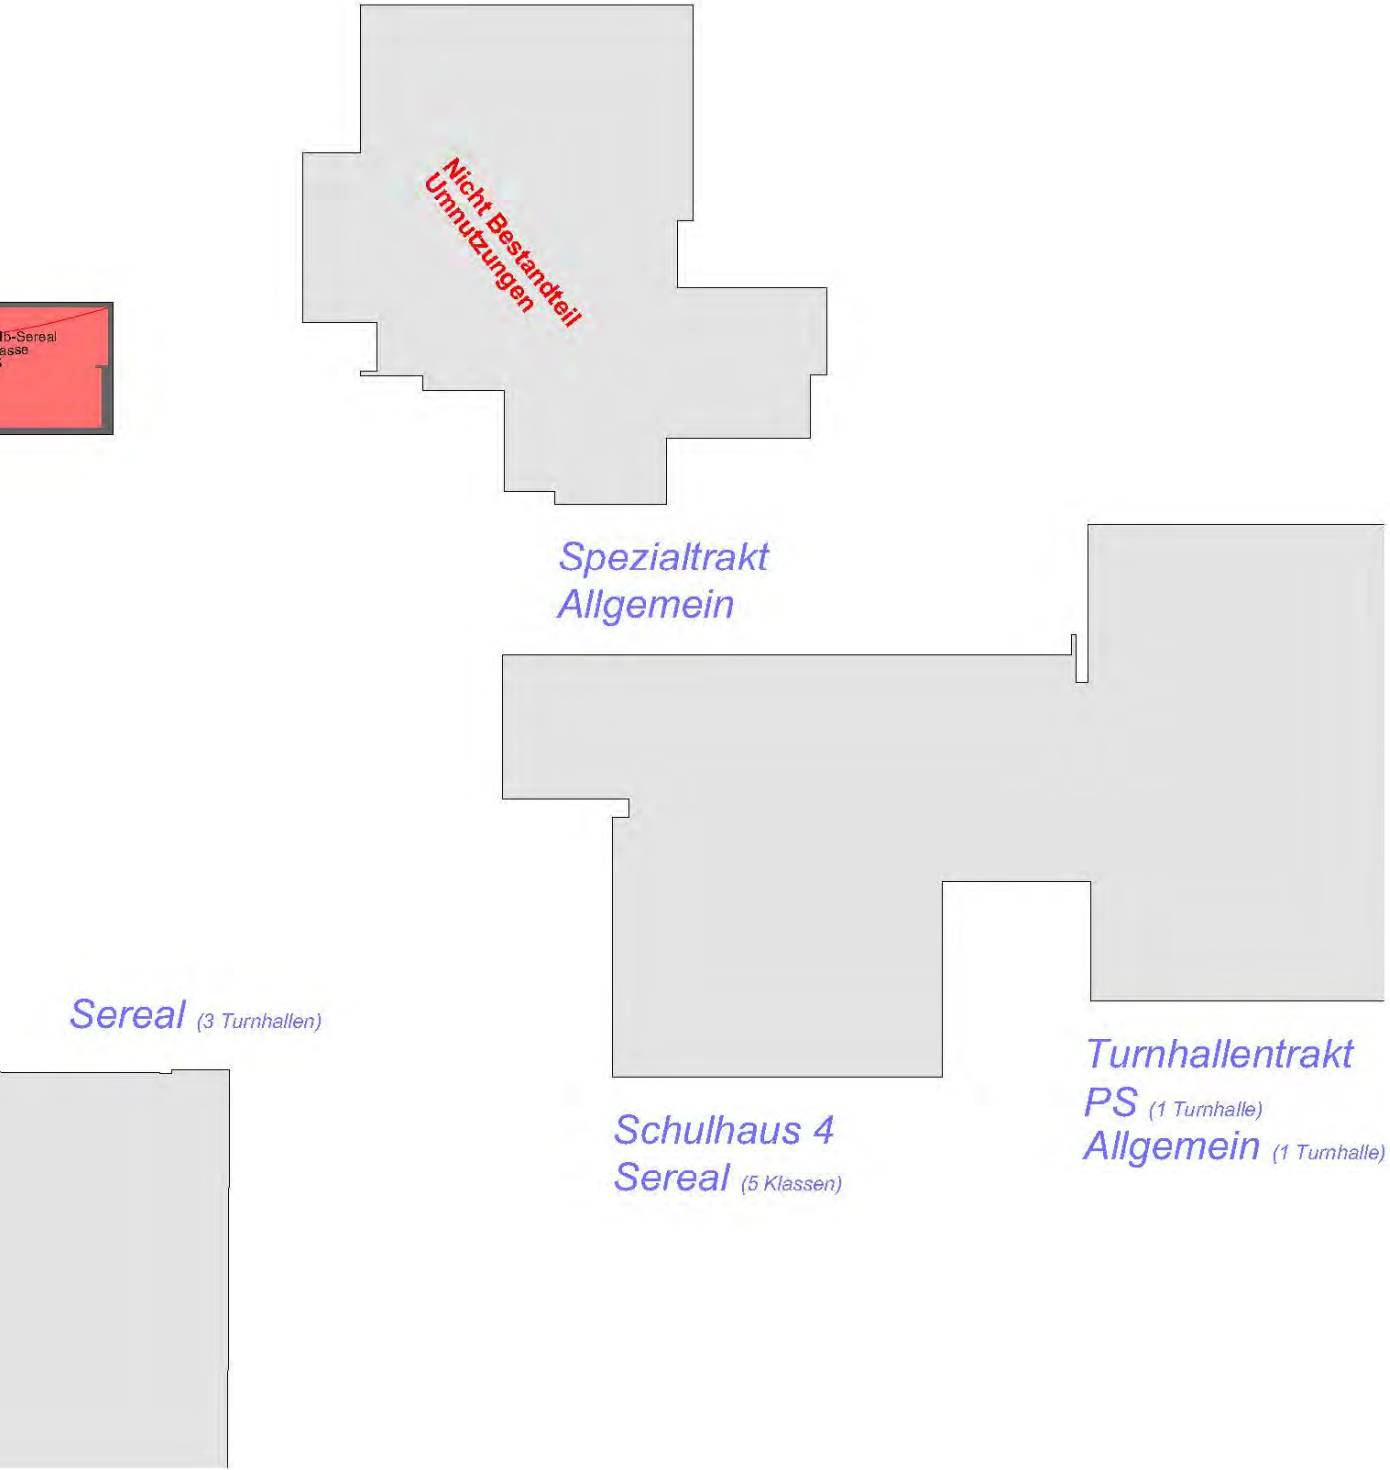 Nicht Bestandteil
Umnutzungen
Spezialtrakt
Allgemein
Sereal (3 Turnhallen)
Turnhallentrakt
PS (1 Turnhalle)
Allgemein (1 Turnhalle)
Schulhaus 4
Sereal (5 Klassen)